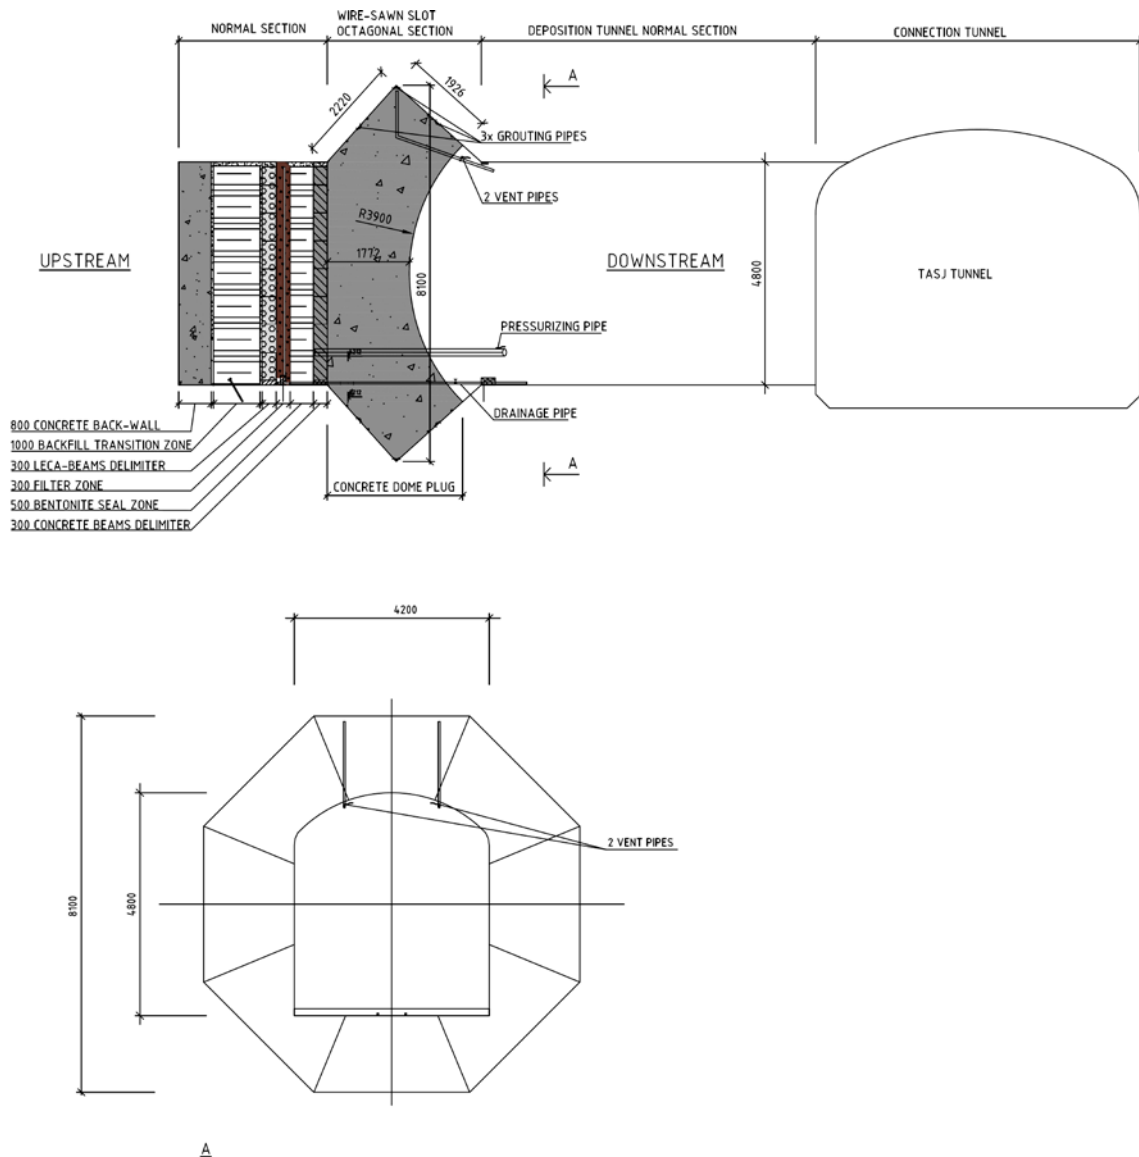 NORMAL SECTION
WIRE-SAWN SLOT
OCTAGONAL SECTION
DEPOSITION TUNNEL NORMAL SECTION
CONNECTION TUNNEL
2220
1926
A
3x GROUTING PIPES
2 VENT PIPES
R3900
1772
8100
UPSTREAM
DOWNSTREAM
4800
TASJ TUNNEL
PRESSURIZING PIPE
DRAINAGE PIPE
800 CONCRETE BACK-WALL
1000 BACKFILL TRANSITION ZONE
300 LECA-BEAMS DELIMITER
300 FILTER ZONE
500 BENTONITE SEAL ZONE
300 CONCRETE BEAMS DELIMITER
CONCRETE DOME PLUG
A
4200
8100
4800
2 VENT PIPES
A